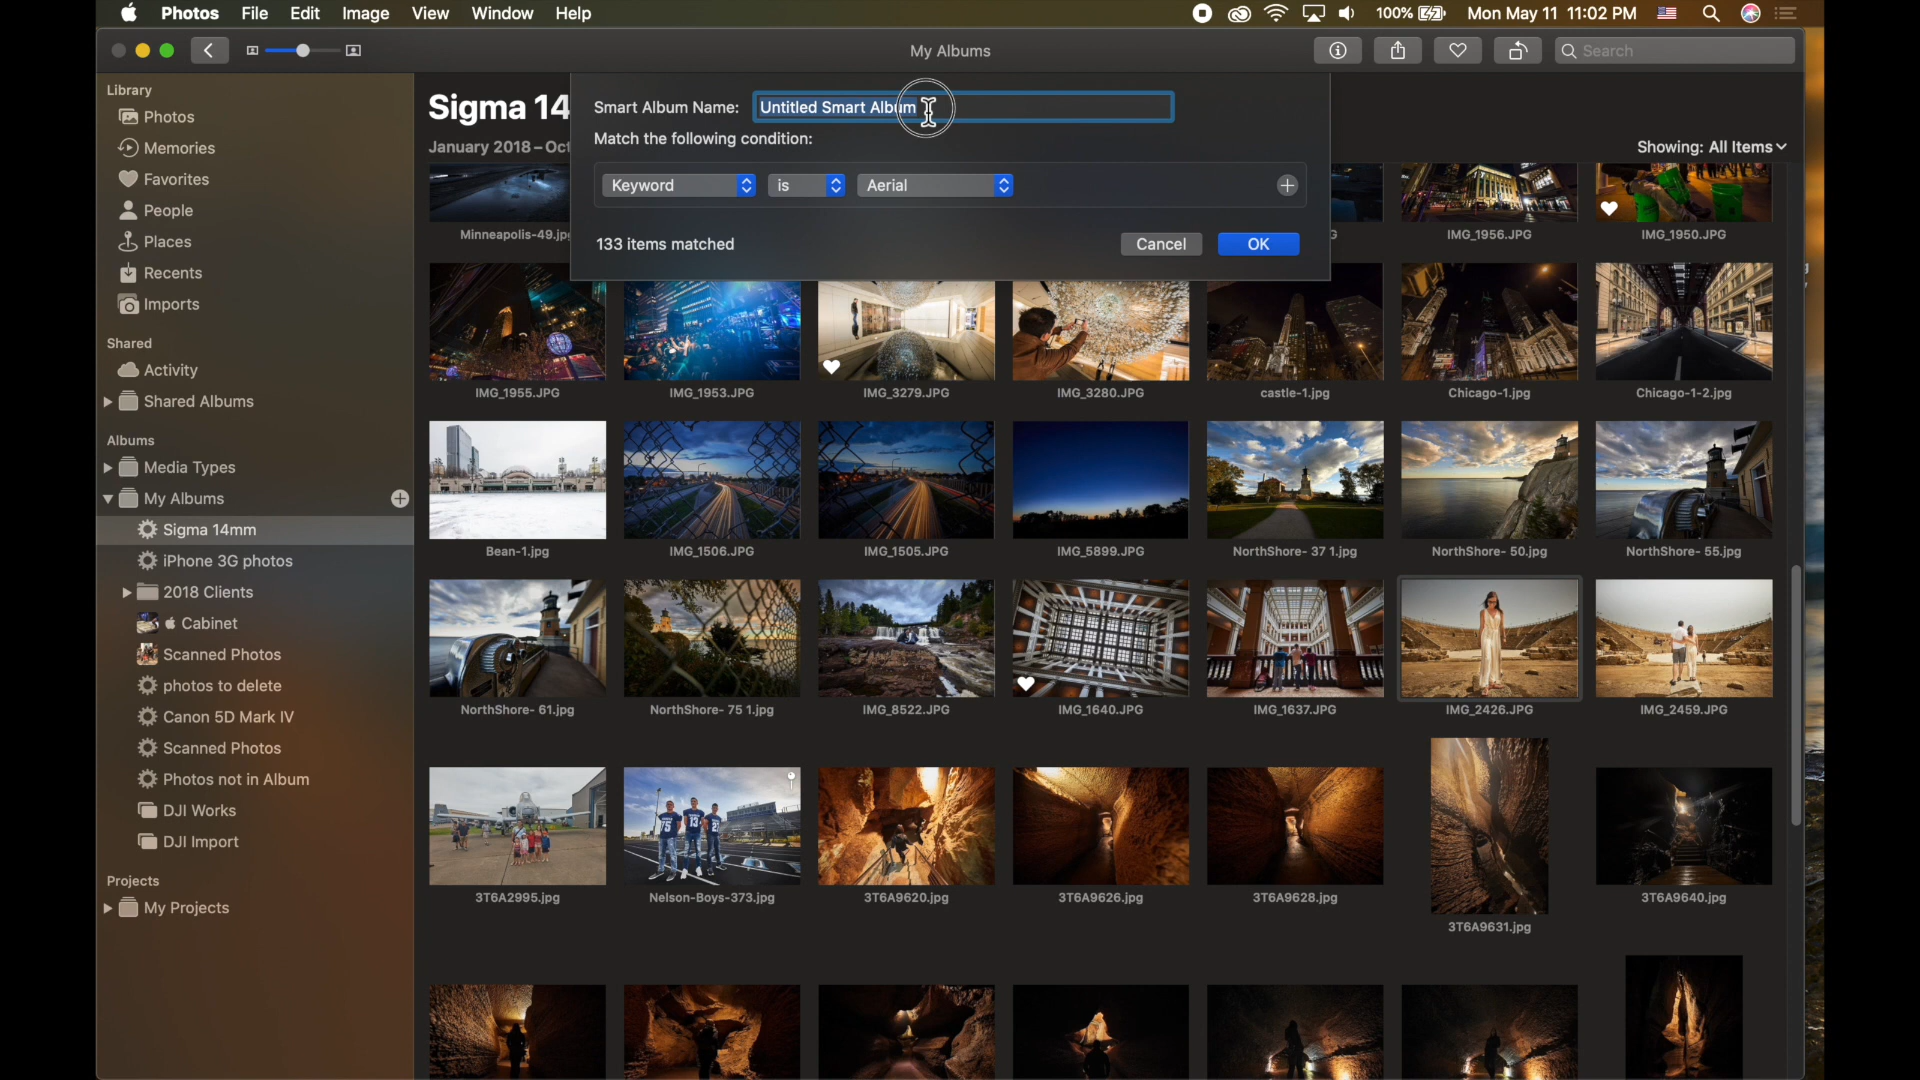 Photos File Edit Image View Window Help 100% Mon May 11 11:02 PM
My Albums Search
Library
Photos
Memories
Favorites
People
Places
Recents
Imports
Shared
Activity
Shared Albums
Albums
Media Types
My Albums
Sigma 14mm
iPhone 3G photos
2018 Clients
Cabinet
Scanned Photos
photos to delete
Canon 5D Mark IV
Scanned Photos
Photos not in Album
DJI Works
DJI Import
Projects
My Projects
Sigma 14
January 2018 – Oct
Showing: All Items
Smart Album Name: Untitled Smart Album
Match the following condition:
Keyword is Aerial
133 items matched Cancel OK
Minneapolis-49.jp IMG_1956.JPG IMG_1950.JPG
IMG_1955.JPG IMG_1953.JPG IMG_3279.JPG IMG_3280.JPG castle-1.jpg Chicago-1.jpg Chicago-1-2.jpg
Bean-1.jpg IMG_1506.JPG IMG_1505.JPG IMG_5899.JPG NorthShore- 37 1.jpg NorthShore- 50.jpg NorthShore- 55.jpg
NorthShore- 61.jpg NorthShore- 75 1.jpg IMG_8522.JPG IMG_1640.JPG IMG_1637.JPG IMG_2426.JPG IMG_2459.JPG
3T6A2995.jpg Nelson-Boys-373.jpg 3T6A9620.jpg 3T6A9626.jpg 3T6A9628.jpg 3T6A9640.jpg
3T6A9631.jpg